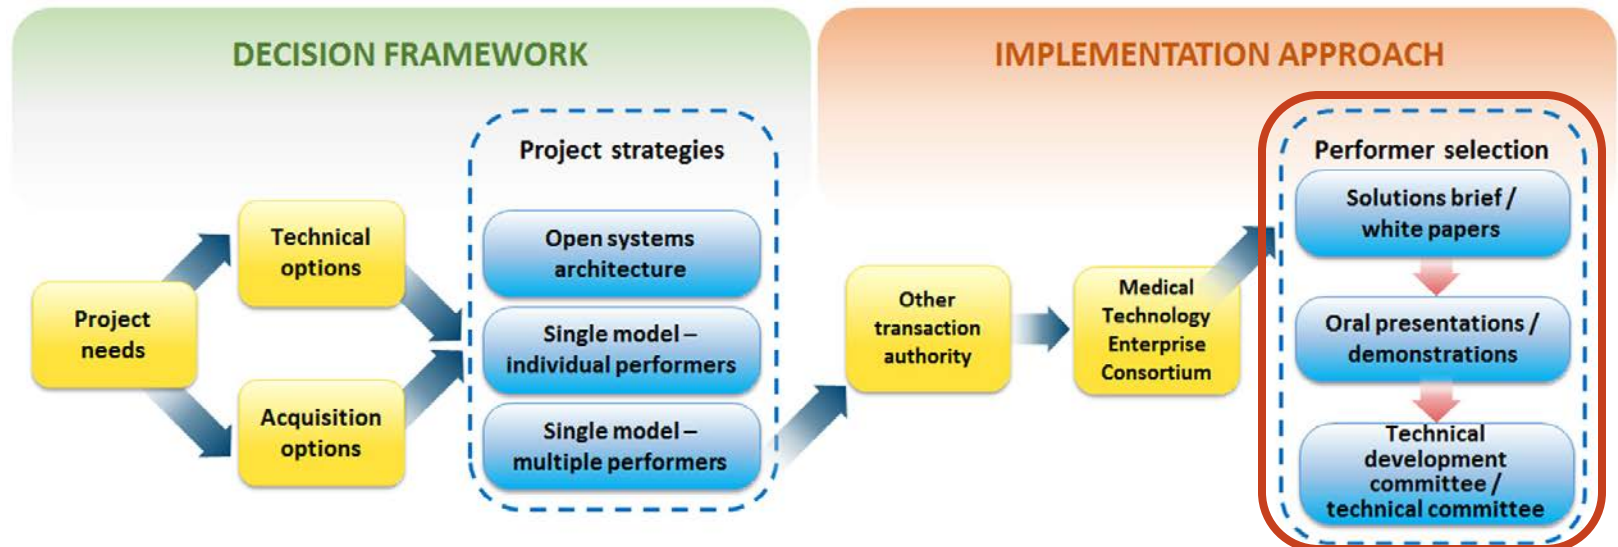 DECISION FRAMEWORK
IMPLEMENTATION APPROACH
Project
needs
Technical
options
Acquisition
options
Project strategies
Open systems
architecture
Single model –
individual performers
Single model –
multiple performers
Other
transaction
authority
Medical
Technology
Enterprise
Consortium
Performer selection
Solutions brief /
white papers
Oral presentations /
demonstrations
Technical
development
committee /
technical committee